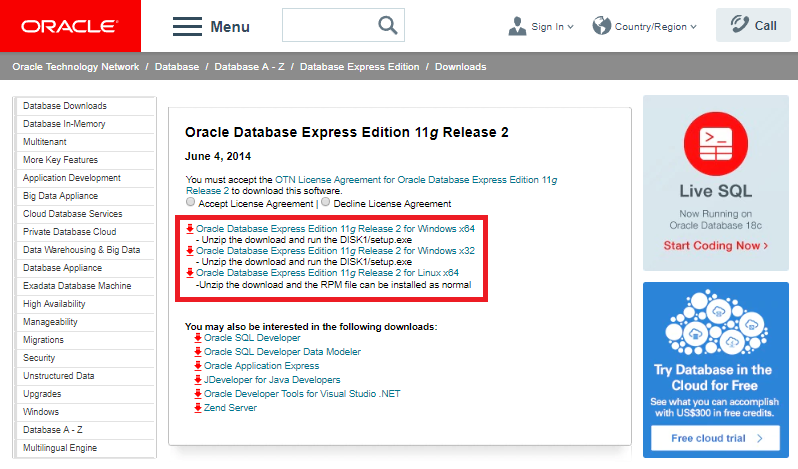 ORACLE
Menu
Sign In
Country/Region
Call
Oracle Technology Network / Database / Database A - Z / Database Express Edition / Downloads
Database Downloads
Database In-Memory
Multitenant
More Key Features
Application Development
Big Data Appliance
Cloud Database Services
Private Database Cloud
Data Warehousing & Big Data
Database Appliance
Exadata Database Machine
High Availability
Manageability
Migrations
Security
Unstructured Data
Upgrades
Windows
Database A - Z
Multilingual Engine
Oracle Database Express Edition 11g Release 2
June 4, 2014
You must accept the OTN License Agreement for Oracle Database Express Edition 11g
Release 2 to download this software.
Accept License Agreement | Decline License Agreement
Oracle Database Express Edition 11g Release 2 for Windows x64
- Unzip the download and run the DISK1/setup.exe
Oracle Database Express Edition 11g Release 2 for Windows x32
- Unzip the download and run the DISK1/setup.exe
Oracle Database Express Edition 11g Release 2 for Linux x64
-Unzip the download and the RPM file can be installed as normal
You may also be interested in the following downloads:
Oracle SQL Developer
Oracle SQL Developer Data Modeler
Oracle Application Express
JDeveloper for Java Developers
Oracle Developer Tools for Visual Studio .NET
Zend Server
Live SQL
Now Running on
Oracle Database 18c
Start Coding Now >
Try Database in the
Cloud for Free
See what you can accomplish
with US$300 in free credits.
Free cloud trial >